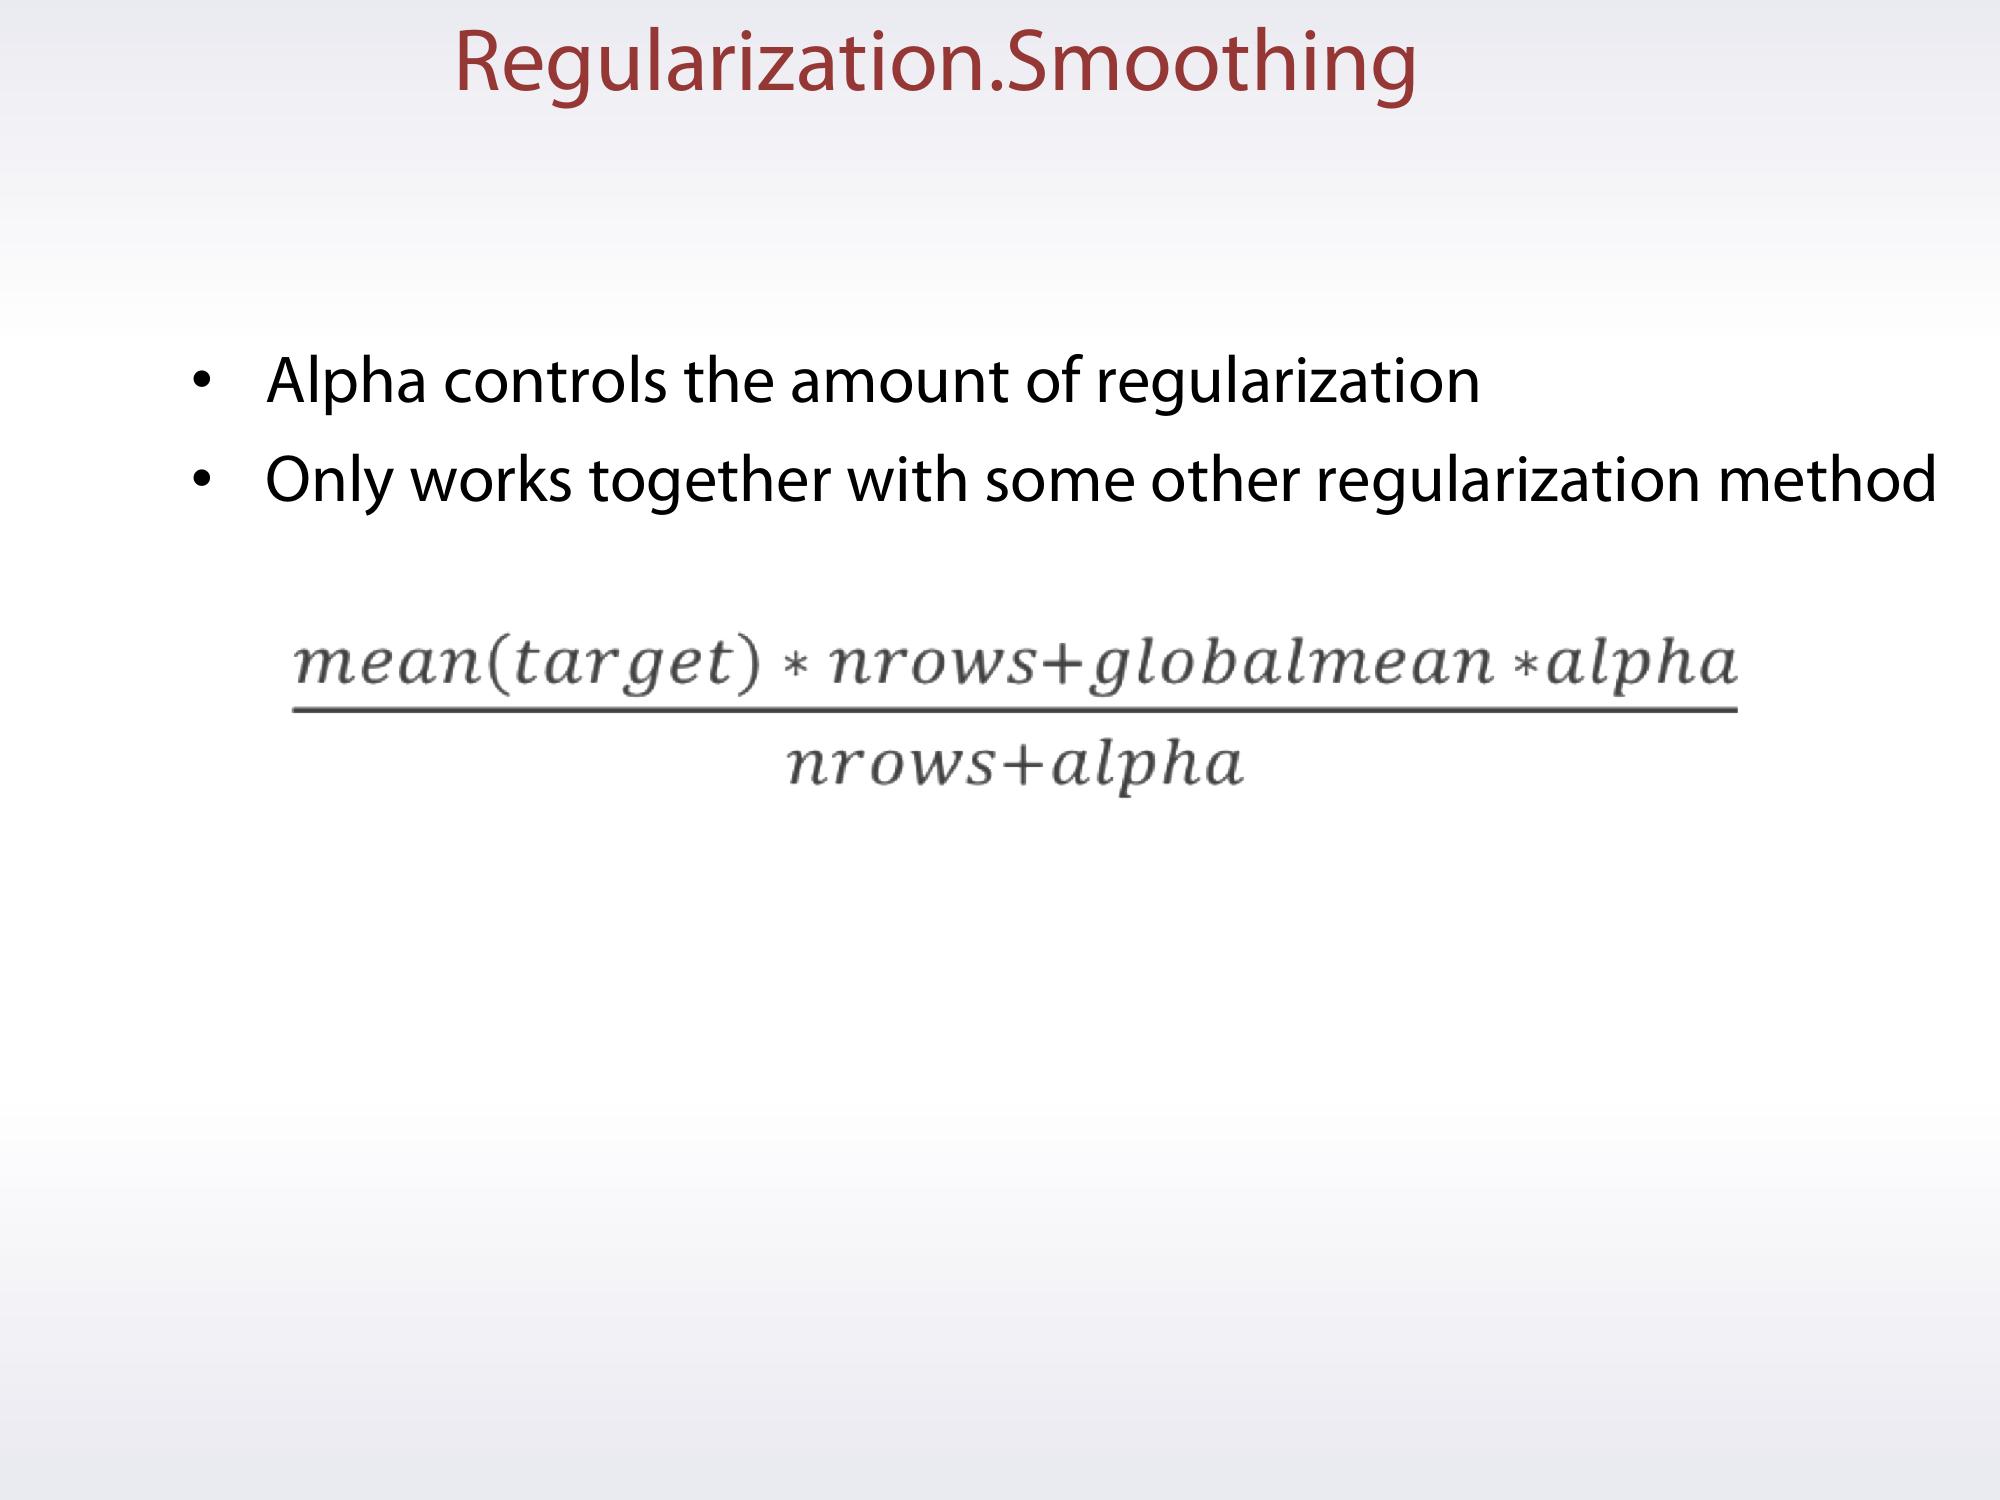 Regularization.Smoothing
• Alpha controls the amount of regularization
• Only works together with some other regularization method
mean(target) * nrows+globalmean *alpha
nrows+alpha